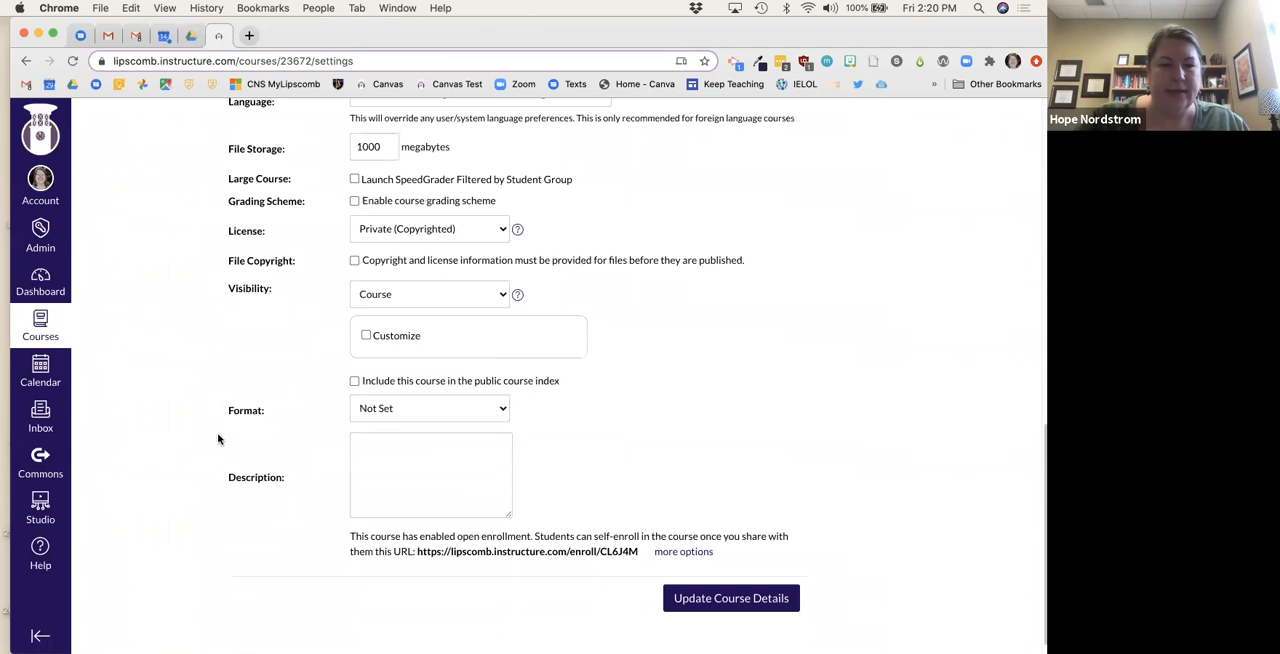 Chrome File Edit View History Bookmarks People Tab Window Help 100% Fri 2:20 PM
lipscomb.instructure.com/courses/23672/settings
CNS MyLipscomb Canvas Canvas Test Zoom Texts Home - Canva Keep Teaching IELOL » Other Bookmarks
Hope Nordstrom
Account
Admin
Dashboard
Courses
Calendar
Inbox
Commons
Studio
Help
Language:
This will override any user/system language preferences. This is only recommended for foreign language courses
File Storage: 1000 megabytes
Large Course: Launch SpeedGrader Filtered by Student Group
Grading Scheme: Enable course grading scheme
License: Private (Copyrighted) ?
File Copyright: Copyright and license information must be provided for files before they are published.
Visibility: Course ?
Customize
Include this course in the public course index
Format: Not Set
Description:
This course has enabled open enrollment. Students can self-enroll in the course once you share with
them this URL: https://lipscomb.instructure.com/enroll/CL6J4M more options
Update Course Details